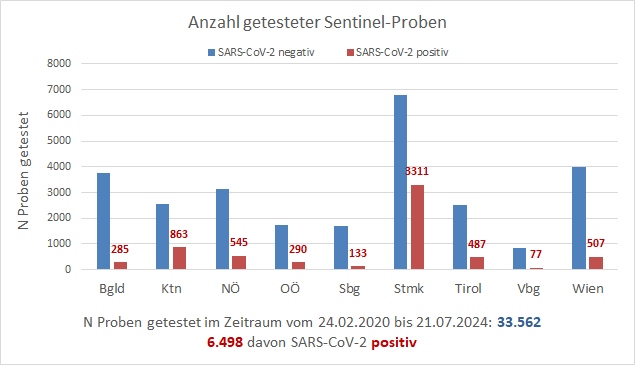 Anzahl getesteter Sentinel-Proben
SARS-CoV-2 negativ SARS-CoV-2 positiv
N Proben getestet
8000
7000
6000
5000
4000
3000
2000
1000
0
285 863 545 290 133 3311 487 77 507
Bgld Ktn NÖ OÖ Sbg Stmk Tirol Vbg Wien
N Proben getestet im Zeitraum vom 24.02.2020 bis 21.07.2024: 33.562
6.498 davon SARS-CoV-2 positiv